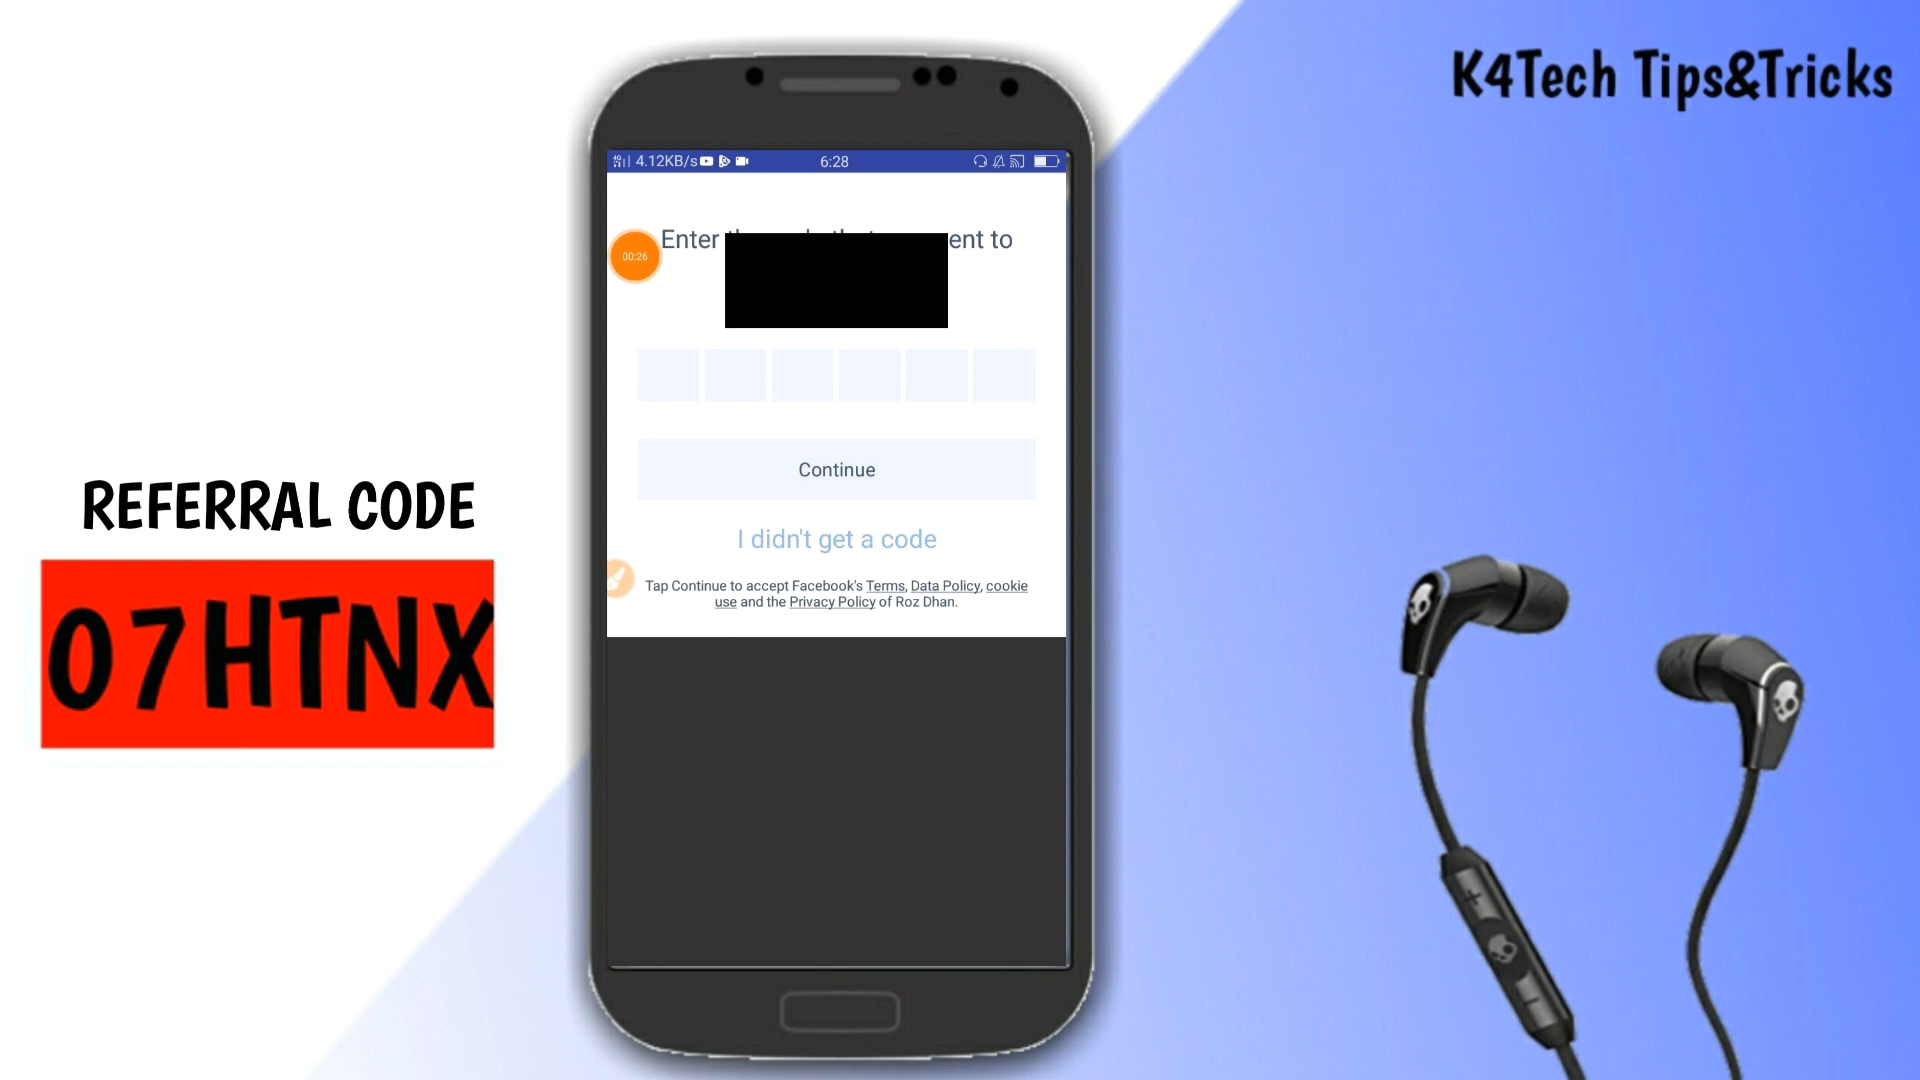 K4Tech Tips&Tricks
4.12KB/s 6:28
Enter ent to
00:26
Continue
I didn't get a code
Tap Continue to accept Facebook's Terms, Data Policy, cookie
use and the Privacy Policy of Roz Dhan.
REFERRAL CODE
07HTNX